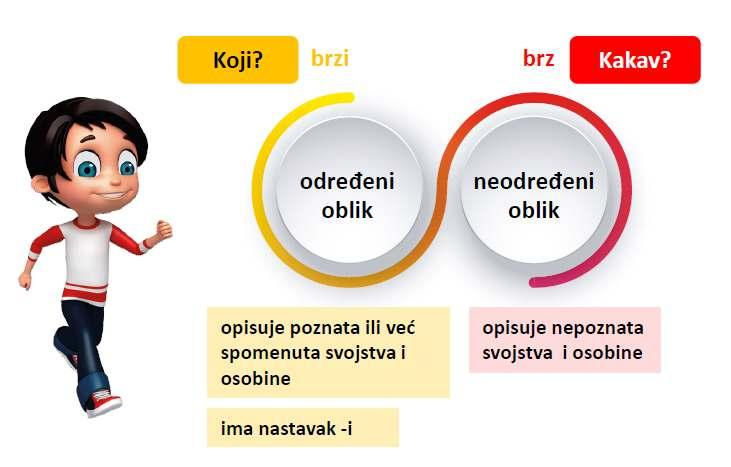 Koji?
brzi
brz
Kakav?
određeni
oblik
neodređeni
oblik
opisuje poznata ili već
spomenuta svojstva i
osobine
opisuje nepoznata
svojstva i osobine
ima nastavak -i